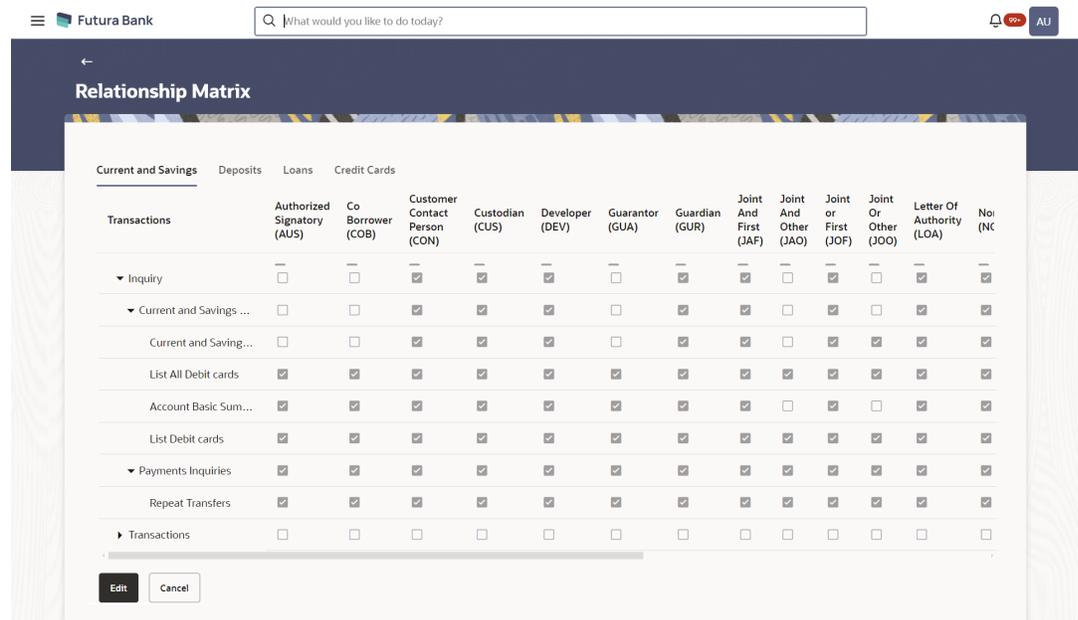 Futura Bank
What would you like to do today?
99+
AU
Relationship Matrix
Current and Savings Deposits Loans Credit Cards
Transactions
Authorized
Signatory
(AUS)
Co
Borrower
(COB)
Customer
Contact
Person
(CON)
Custodian
(CUS)
Developer
(DEV)
Guarantor
(GUA)
Guardian
(GUR)
Joint
And
First
(JAF)
Joint
And
Other
(JAO)
Joint
or
First
(JOF)
Joint
Or
Other
(JOO)
Letter Of
Authority
(LOA)
Inquiry
Current and Savings ...
Current and Saving...
List All Debit cards
Account Basic Sum...
List Debit cards
Payments Inquiries
Repeat Transfers
Transactions
Edit Cancel